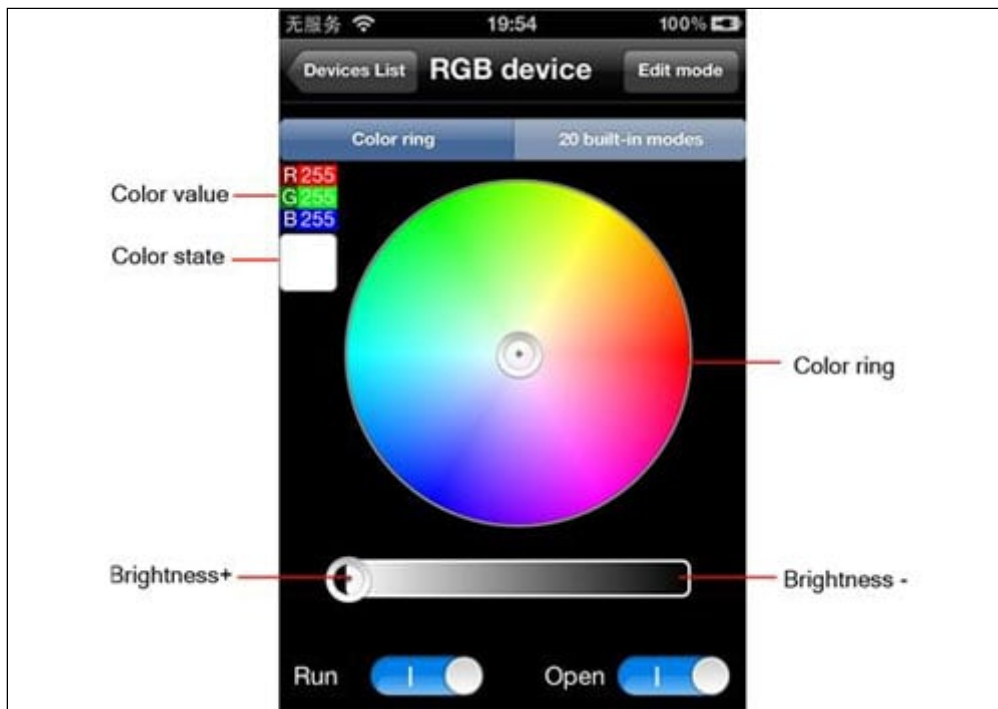 无服务 19:54 100%
Devices List RGB device Edit mode
Color ring 20 built-in modes
R 255
Color value
G 255
B 255
Color state
Color ring
Brightness+
Brightness -
Run Open